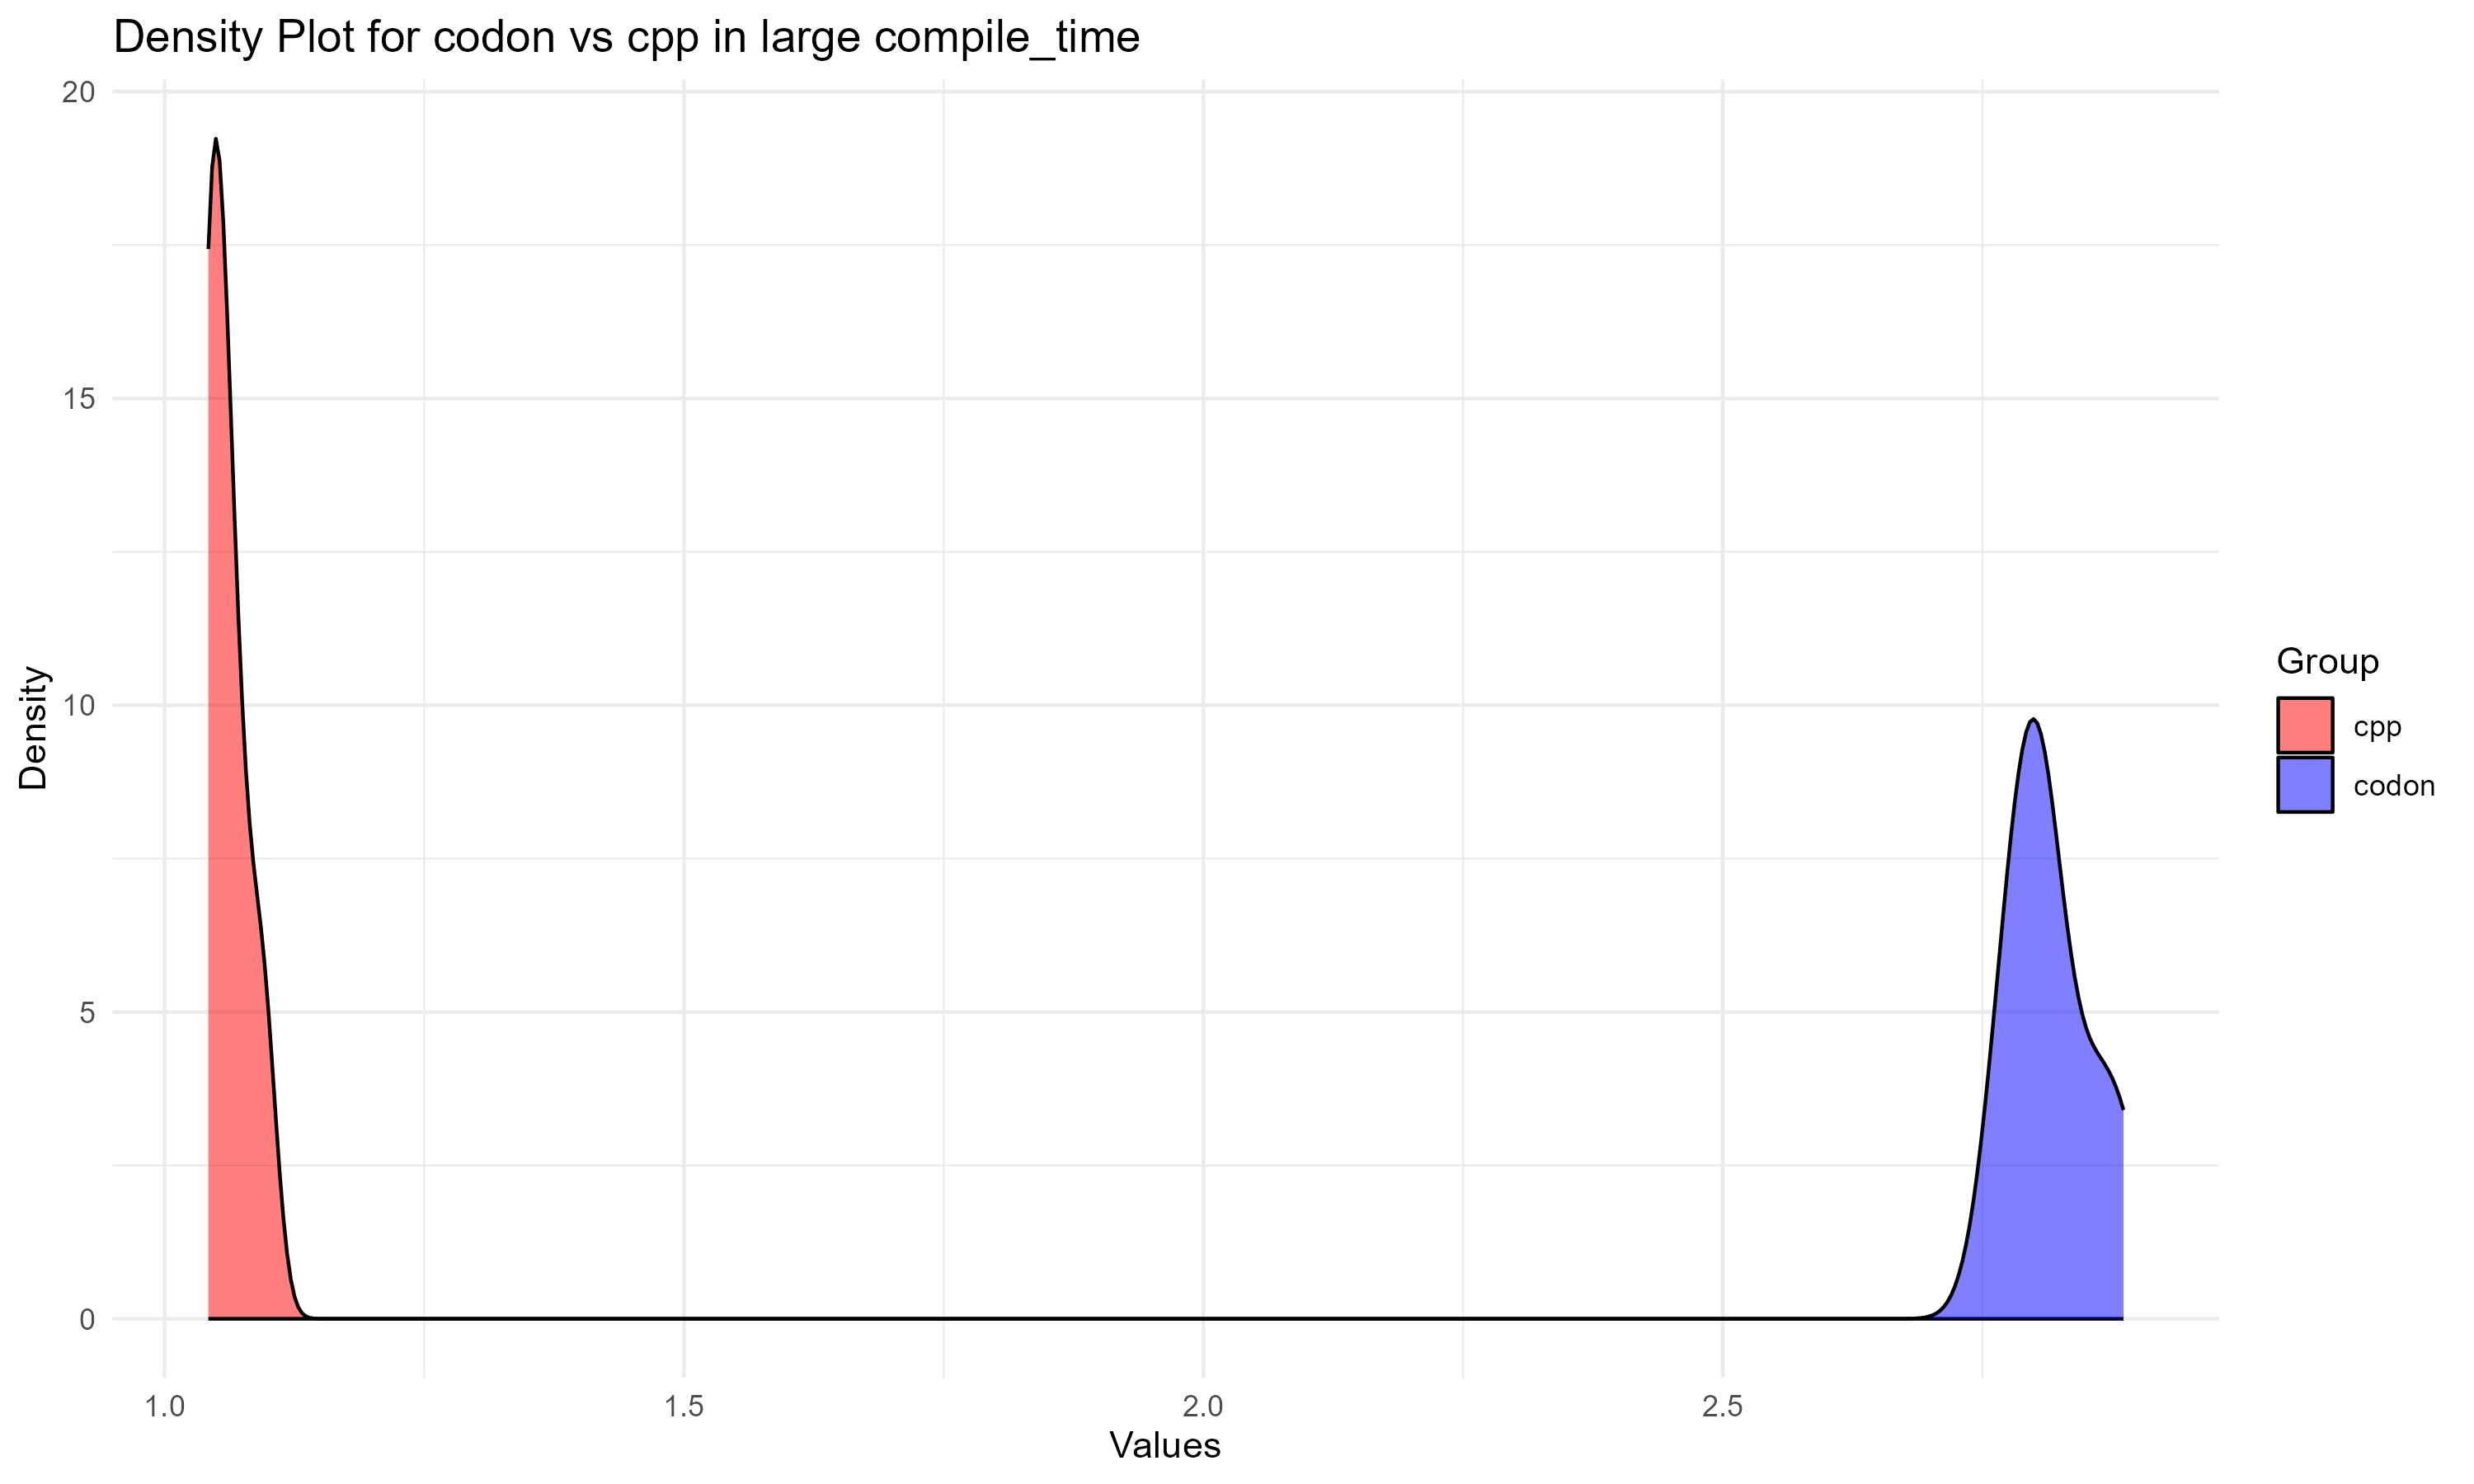 Density Plot for codon vs cpp in large compile_time
20
15
10
5
0
Density
1.0 1.5 2.0 2.5
Values
Group
cpp
codon